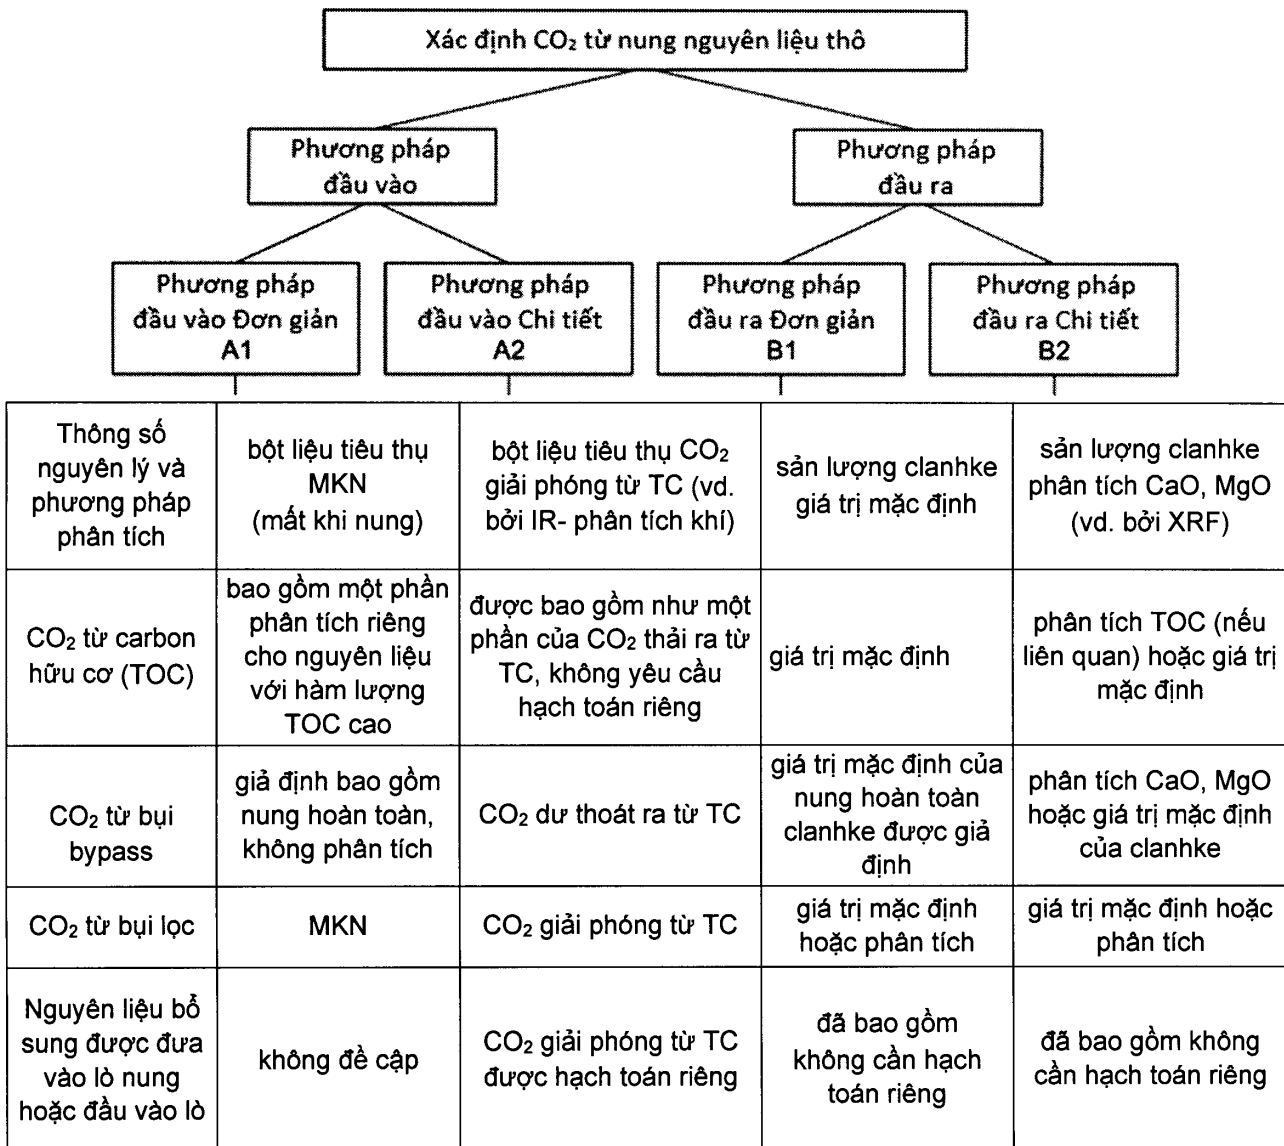 Xác định CO₂ từ nung nguyên liệu thô
Phương pháp
đầu vào
Phương pháp
đầu ra
Phương pháp
đầu vào Đơn giản
A1
Phương pháp
đầu vào Chi tiết
A2
Phương pháp
đầu ra Đơn giản
B1
Phương pháp
đầu ra Chi tiết
B2
Thông số
nguyên lý và
phương pháp
phân tích
bột liệu tiêu thụ
MKN
(mất khi nung)
bột liệu tiêu thụ CO₂
giải phóng từ TC (vd.
bởi IR- phân tích khí)
sản lượng clanhke
giá trị mặc định
sản lượng clanhke
phân tích CaO, MgO
(vd. bởi XRF)
CO₂ từ carbon
hữu cơ (TOC)
bao gồm một phần
phân tích riêng
cho nguyên liệu
với hàm lượng
TOC cao
được bao gồm như một
phần của CO₂ thải ra từ
TC, không yêu cầu
hạch toán riêng
giá trị mặc định
phân tích TOC (nếu
liên quan) hoặc giá trị
mặc định
CO₂ từ bụi
bypass
giả định bao gồm
nung hoàn toàn,
không phân tích
CO₂ dư thoát ra từ TC
giá trị mặc định của
nung hoàn toàn
clanhke được giả
định
phân tích CaO, MgO
hoặc giá trị mặc định
của clanhke
CO₂ từ bụi lọc
MKN
CO₂ giải phóng từ TC
giá trị mặc định
hoặc phân tích
giá trị mặc định hoặc
phân tích
Nguyên liệu bổ
sung được đưa
vào lò nung
hoặc đầu vào lò
không đề cập
CO₂ giải phóng từ TC
được hạch toán riêng
đã bao gồm
không cần hạch
toán riêng
đã bao gồm không
cần hạch toán riêng